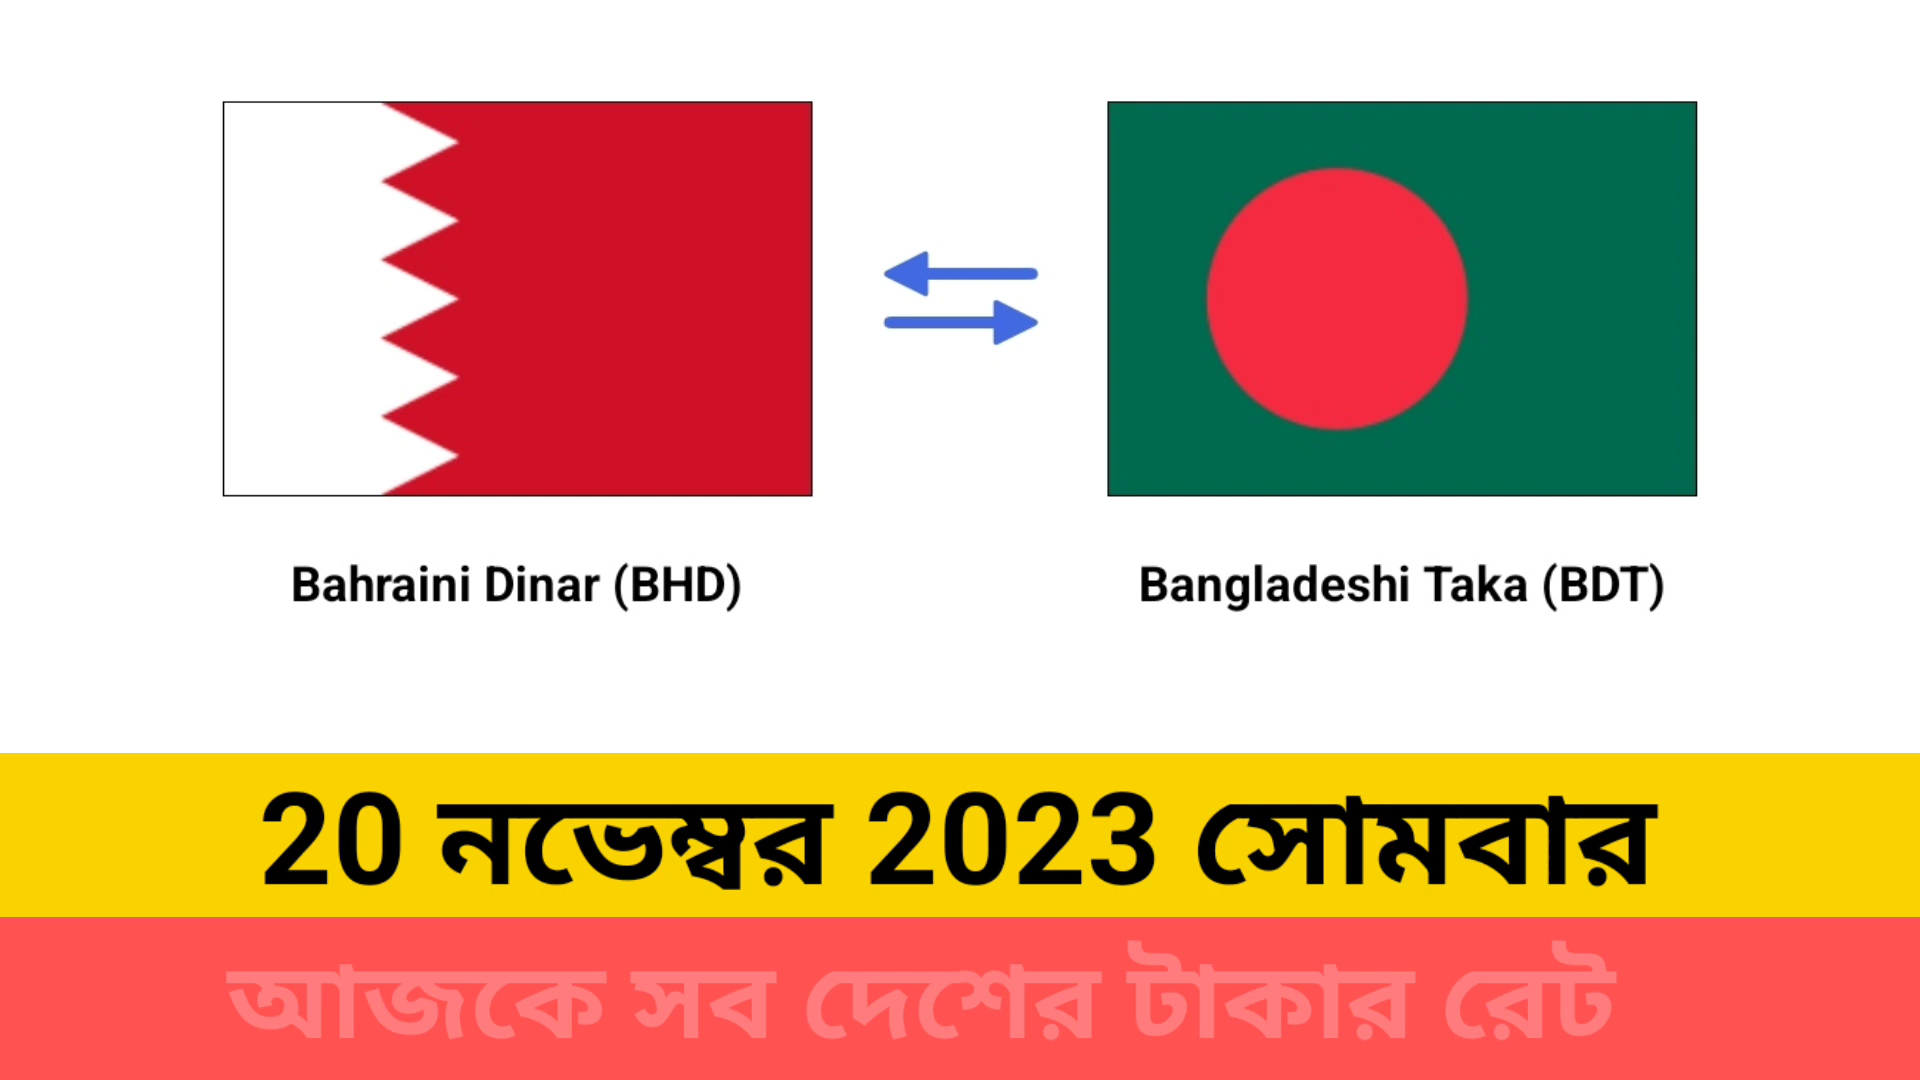 Bahraini Dinar (BHD)
Bangladeshi Taka (BDT)
20 নভেম্বর 2023 সোমবার
আজকে সব দেশের টাকার রেট